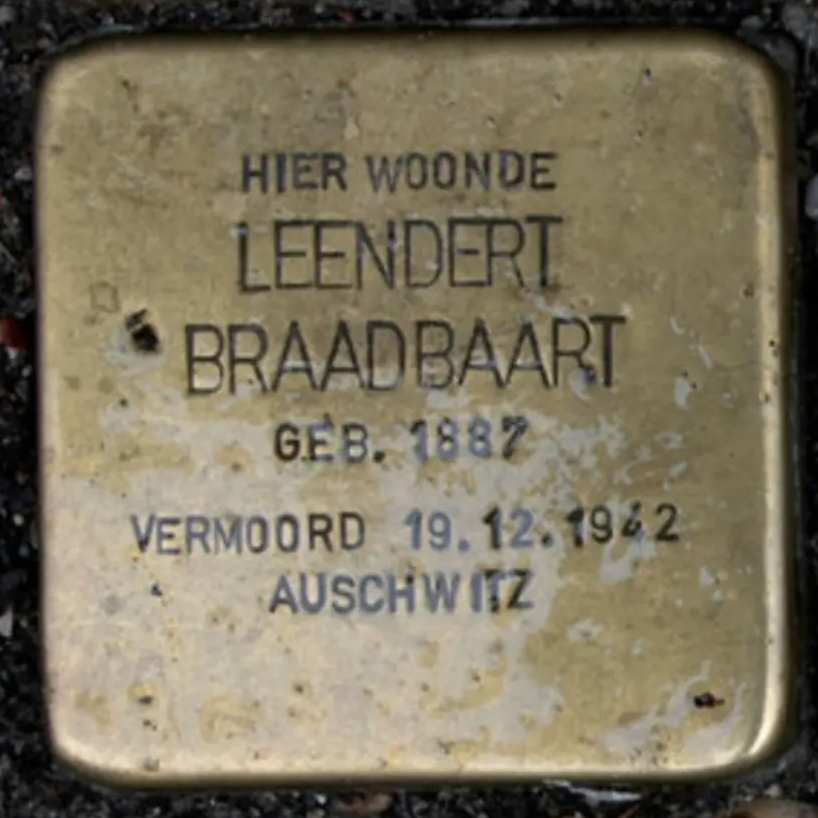 HIER WOONDE
LEENDERT
BRAADBAART
GEB. 1887
VERMOORD 19.12.1942
AUSCHWITZ